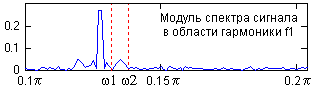 Модуль спектра сигнала
в области гармоники f1
0.2
0.1
0
0.1π
ω1
ω2
0.15π
0.2π